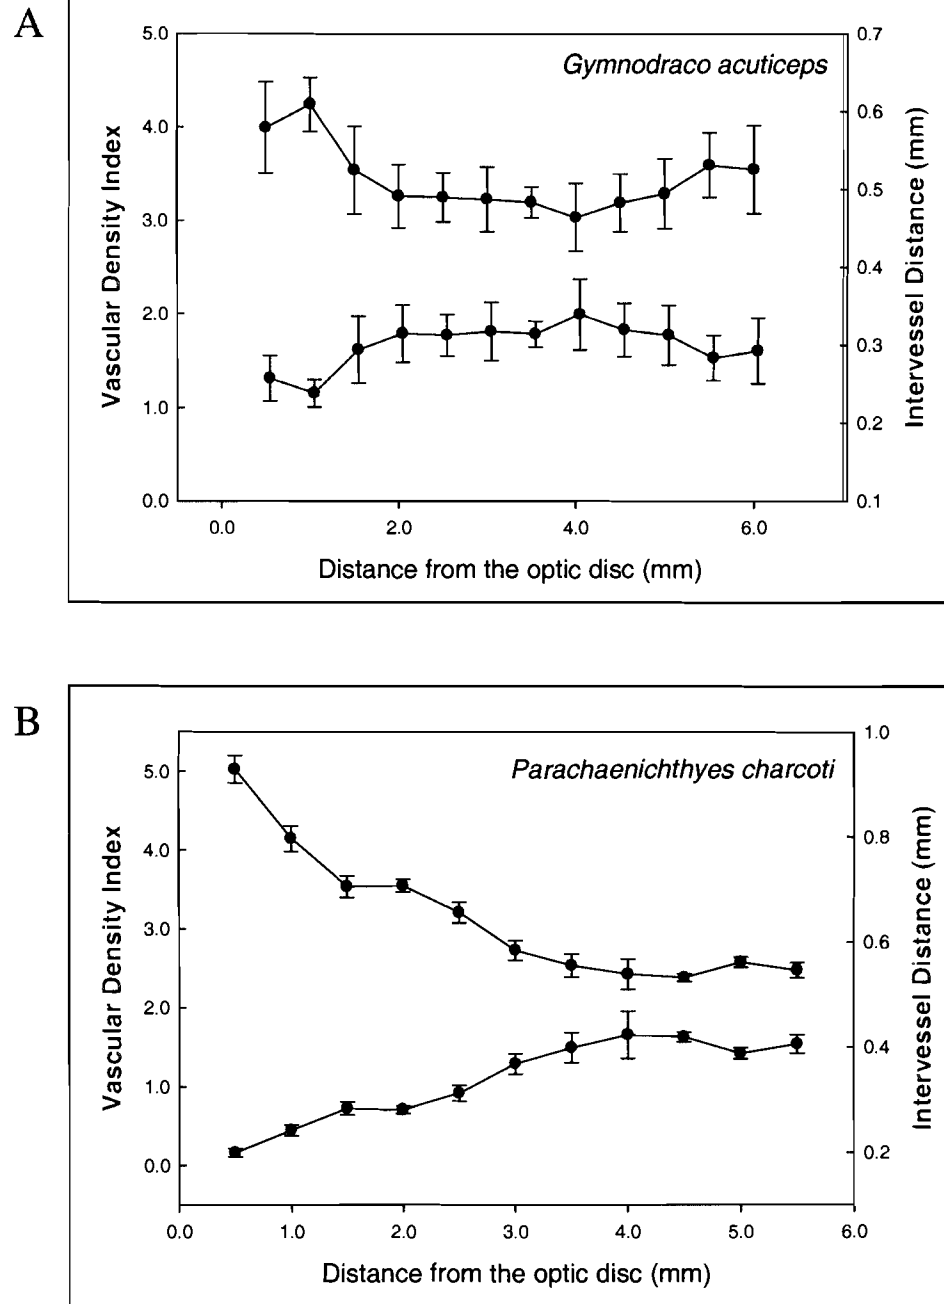 A
Gymnodraco acuticeps
Vascular Density Index
Intervessel Distance (mm)
5.0
4.0
3.0
2.0
1.0
0.0
0.7
0.6
0.5
0.4
0.3
0.2
0.1
0.0 2.0 4.0 6.0
Distance from the optic disc (mm)
B
Parachaenichthyes charcoti
Vascular Density Index
Intervessel Distance (mm)
5.0
4.0
3.0
2.0
1.0
0.0
1.0
0.8
0.6
0.4
0.2
0.0 1.0 2.0 3.0 4.0 5.0 6.0
Distance from the optic disc (mm)